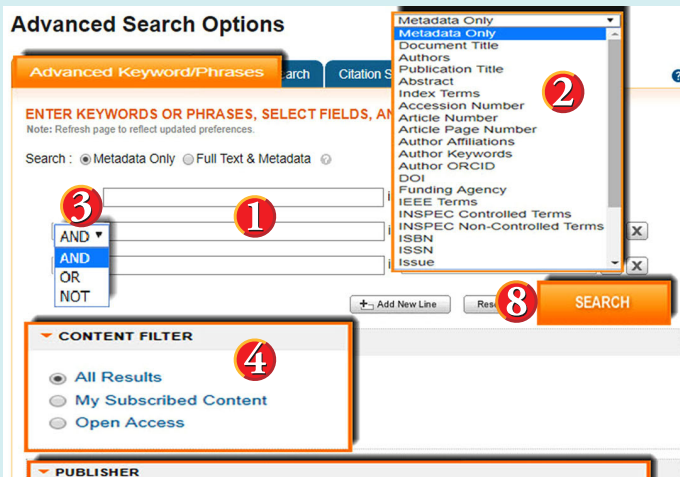 Advanced Search Options
Metadata Only
Metadata Only
Document Title
Authors
Publication Title
Abstract
Index Terms
Accession Number
Article Number
Article Page Number
Author Affiliations
Author Keywords
Author ORCID
DOI
Funding Agency
IEEE Terms
INSPEC Controlled Terms
INSPEC Non-Controlled Terms
ISBN
ISSN
Issue
2
Advanced Keyword/Phrases
arch
Citation S
ENTER KEYWORDS OR PHRASES, SELECT FIELDS, AN
Note: Refresh page to reflect updated preferences.
Search : Metadata Only Full Text & Metadata ?
3
1
AND
AND
OR
NOT
X
X
Add New Line
Rese
8
SEARCH
CONTENT FILTER
4
All Results
My Subscribed Content
Open Access
PUBLISHER